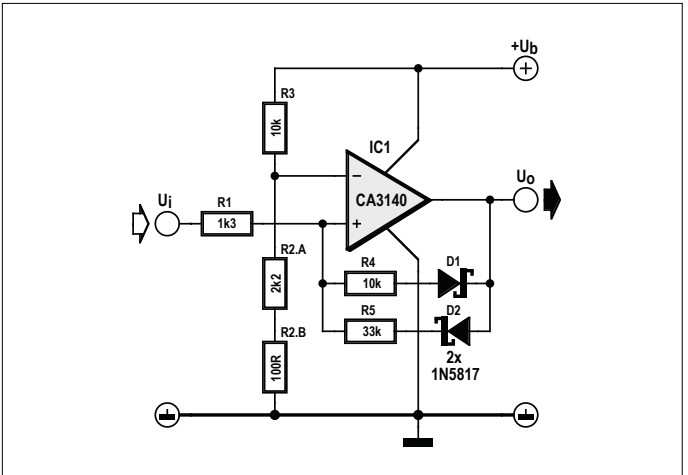 +Ub
R3
10k
IC1
Uo
Ui
R1
1k3
−
CA3140
+
R4
10k
D1
R2.A
2k2
R5
33k
D2
R2.B
100R
2x
1N5817